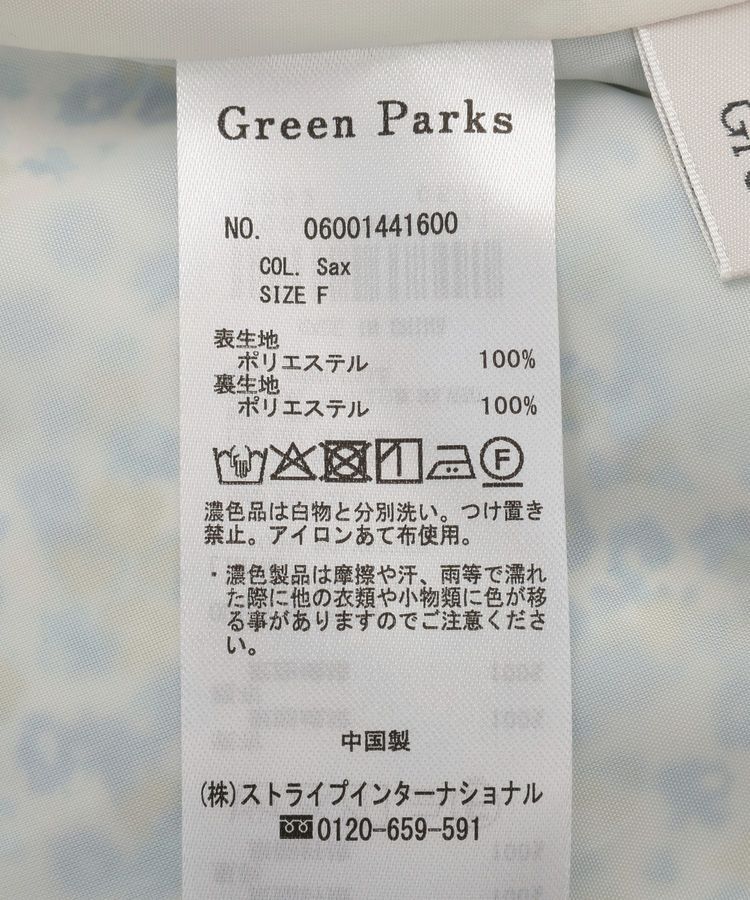 Green Parks
NO. 06001441600
COL. Sax
SIZE F
表生地
ポリエステル 100%
裏生地
ポリエステル 100%
F
濃色品は白物と分別洗い。つけ置き
禁止。アイロンあて布使用。
・濃色製品は摩擦や汗、雨等で濡れ
た際に他の衣類や小物類に色が移
る事がありますのでご注意くださ
い。
中国製
(株)ストライプインターナショナル
0120-659-591